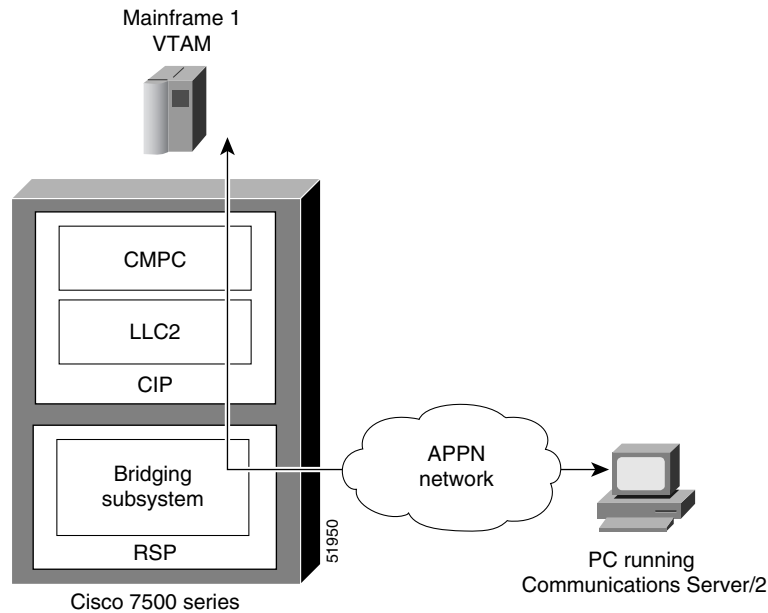 Mainframe 1
VTAM
CMPC
LLC2
CIP
Bridging
subsystem
RSP
51950
Cisco 7500 series
APPN
network
PC running
Communications Server/2